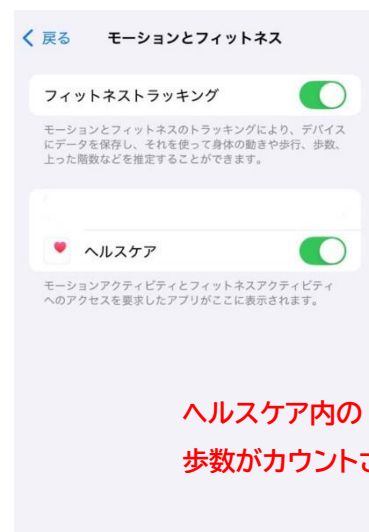 戻る モーションとフィットネス
フィットネストラッキング
モーションとフィットネスのトラッキングにより、デバイス
にデータを保存し、それを使って身体の動きや歩行、歩数、
上った階数などを推定することができます。
ヘルスケア
モーションアクティビティとフィットネスアクティビティ
へのアクセスを要求したアプリがここに表示されます。
ヘルスケア内の
歩数がカウント